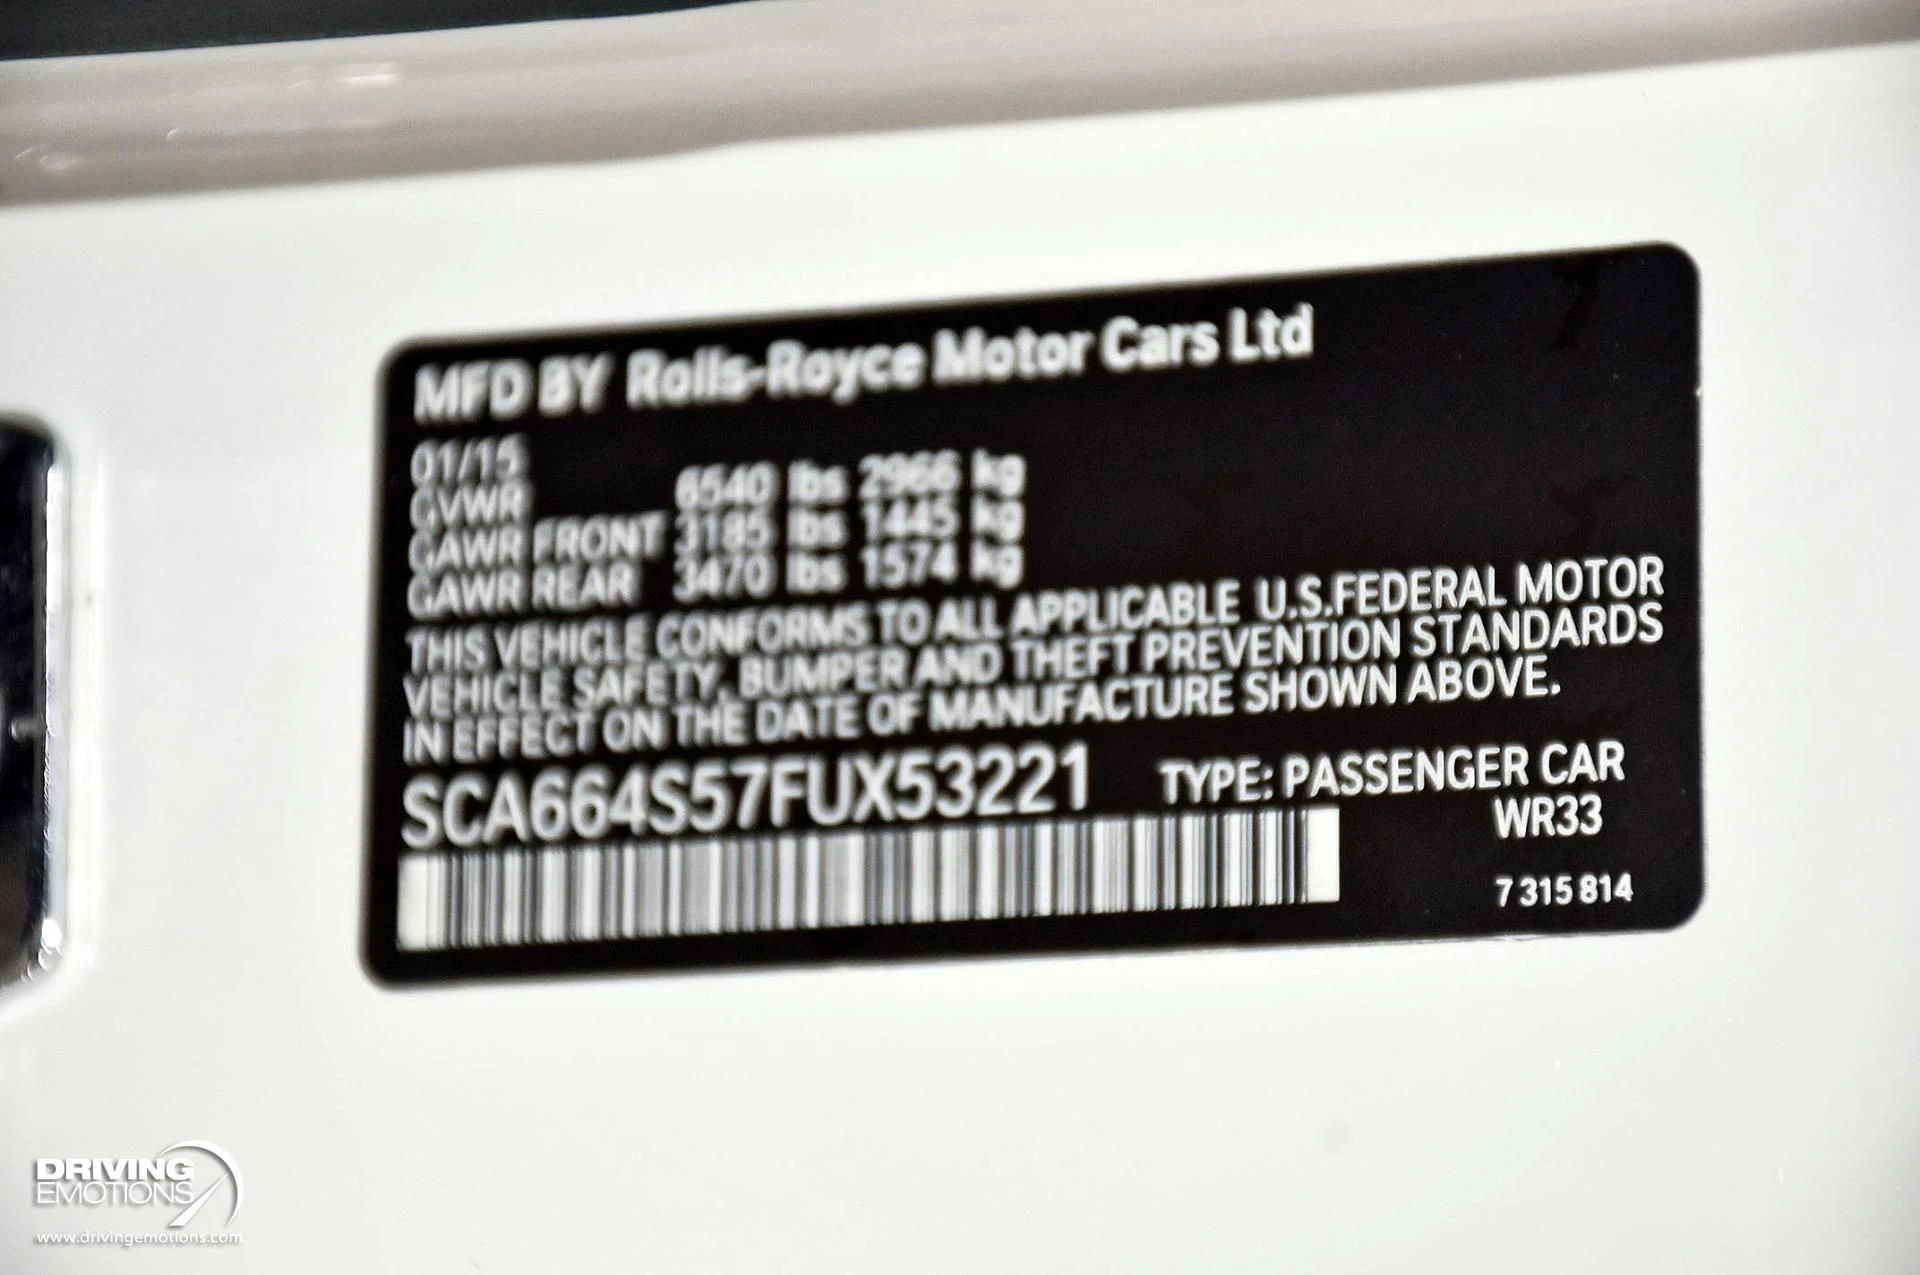 MFD BY Rolls-Royce Motor Cars Ltd
01/15
GVWR 6540 lbs 2966 kg
GAWR FRONT 3185 lbs 1445 kg
GAWR REAR 3470 lbs 1574 kg
THIS VEHICLE CONFORMS TO ALL APPLICABLE U.S.FEDERAL MOTOR
VEHICLE SAFETY, BUMPER AND THEFT PREVENTION STANDARDS
IN EFFECT ON THE DATE OF MANUFACTURE SHOWN ABOVE.
SCA664S57FUX53221 TYPE: PASSENGER CAR
WR33
7 315 814
DRIVING
EMOTIONS
www.drivingemotions.com